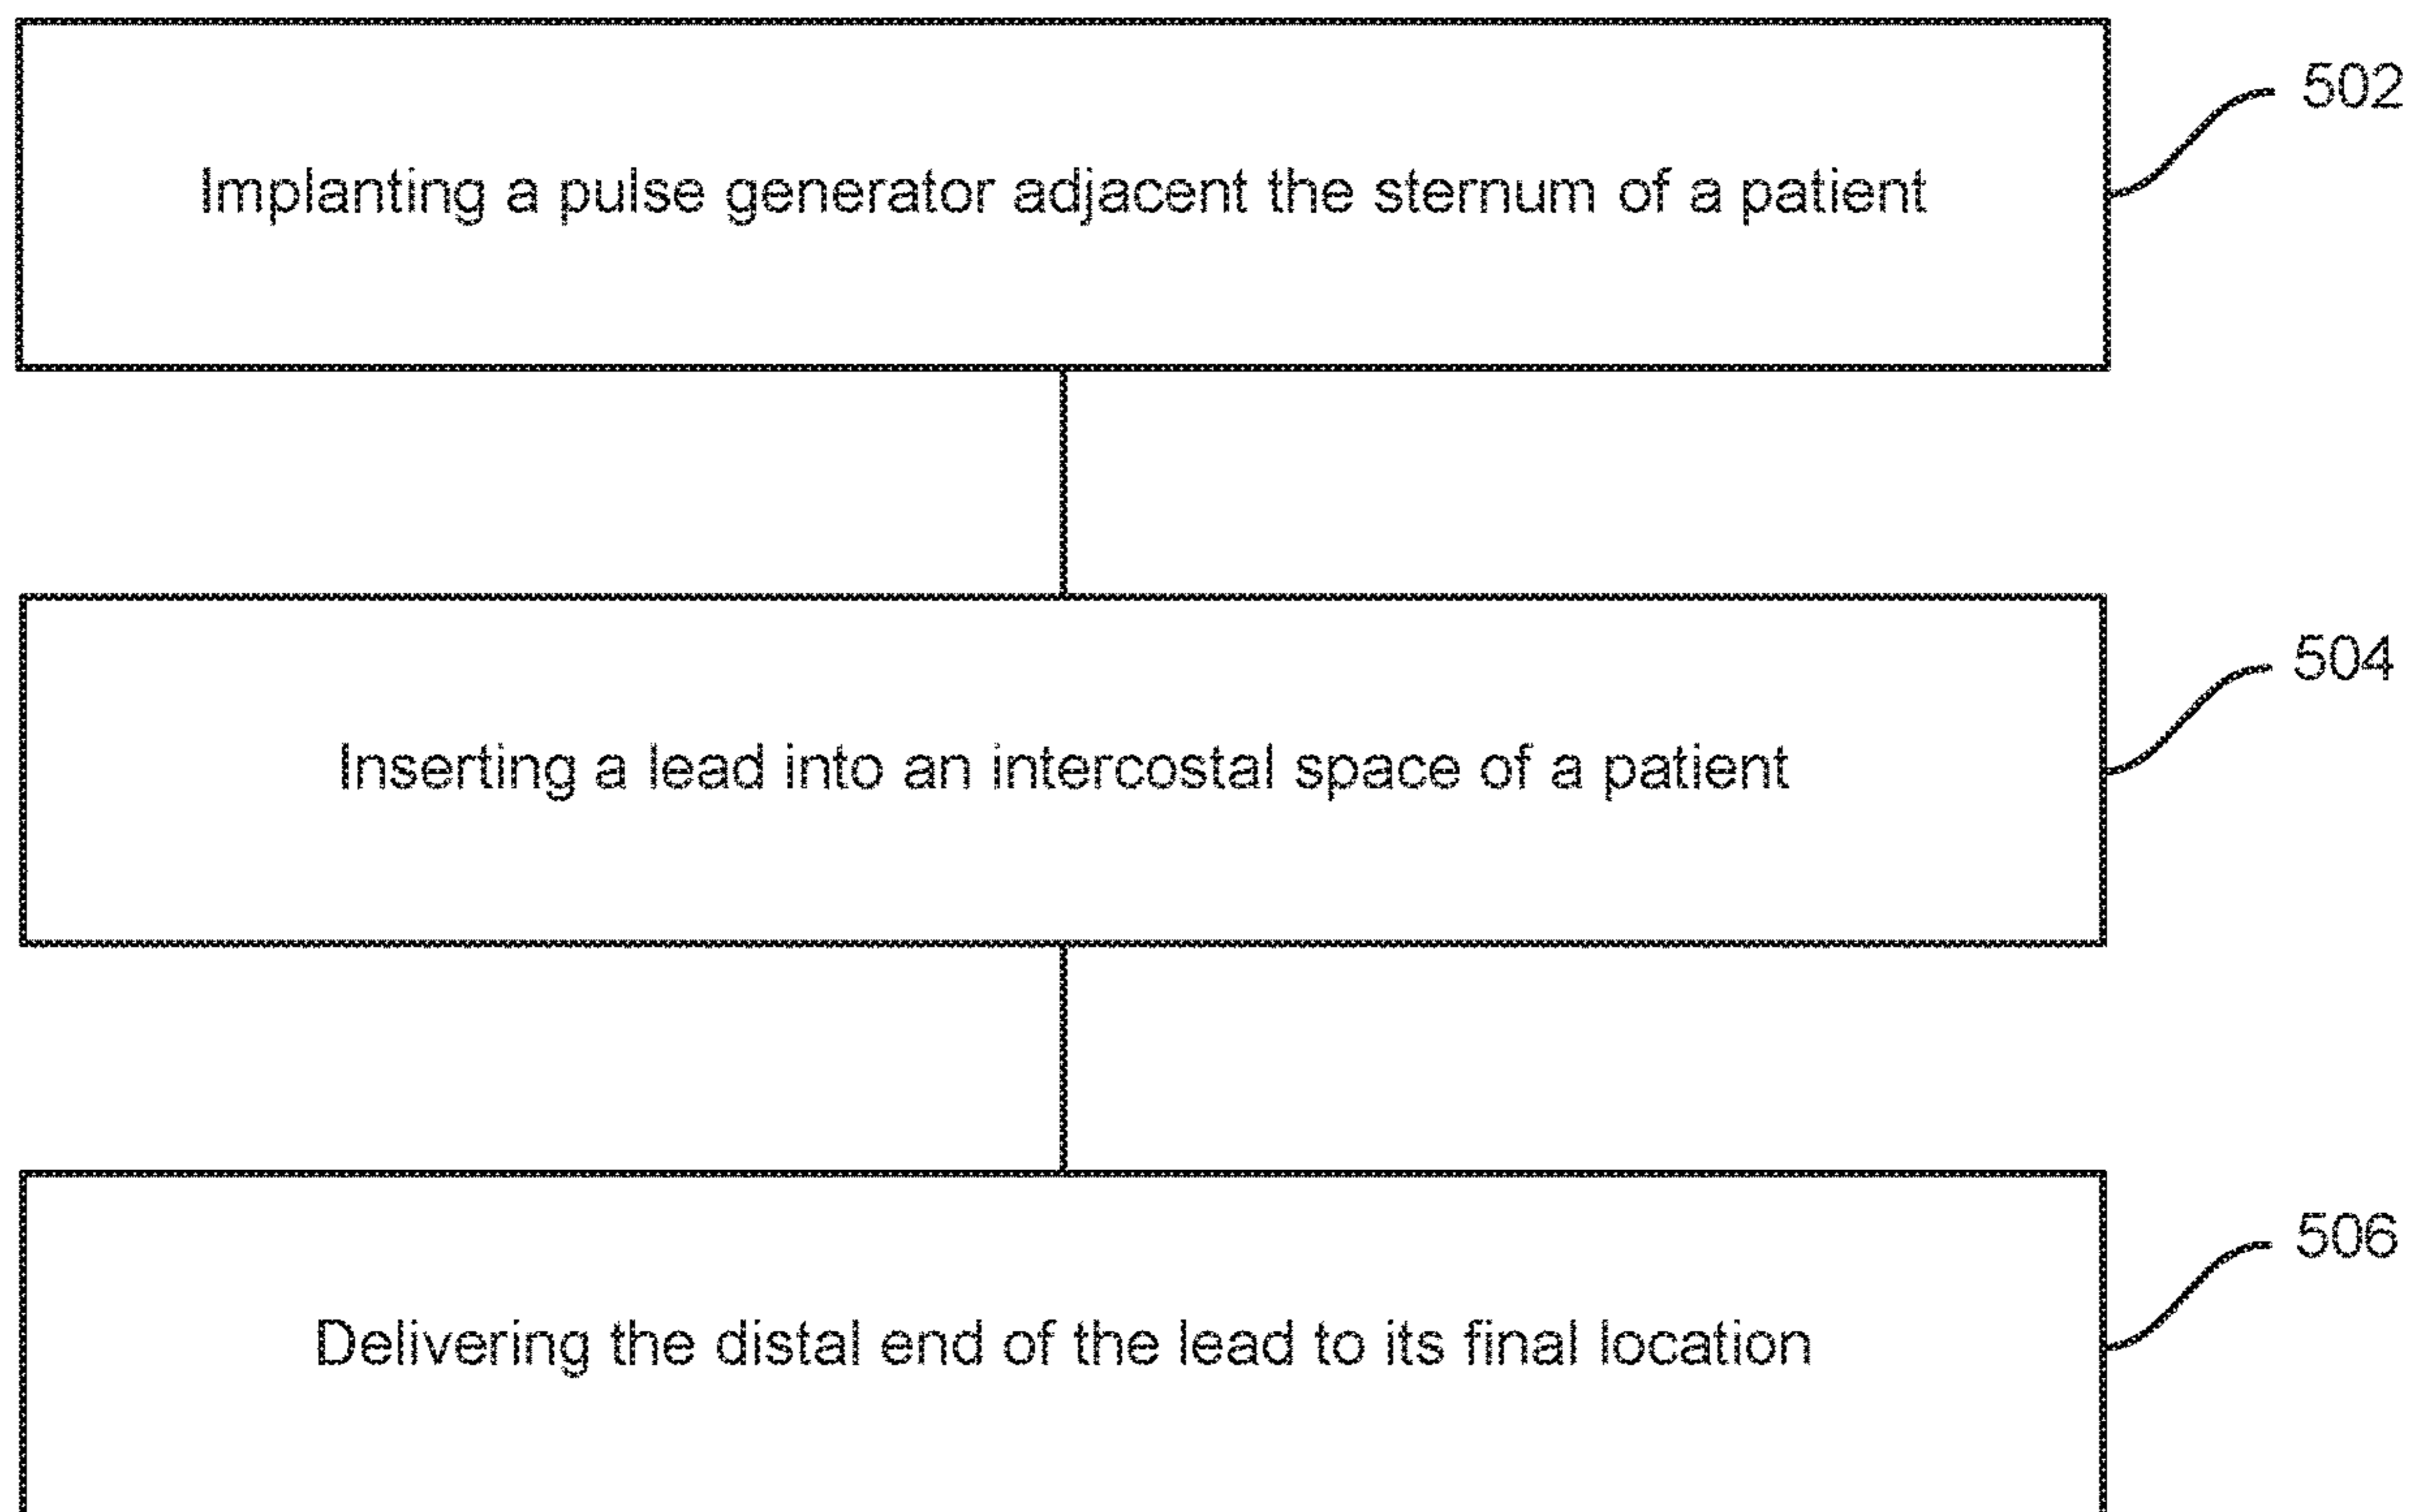 502
Implanting a pulse generator adjacent the sternum of a patient
504
Inserting a lead into an intercostal space of a patient
506
Delivering the distal end of the lead to its final location